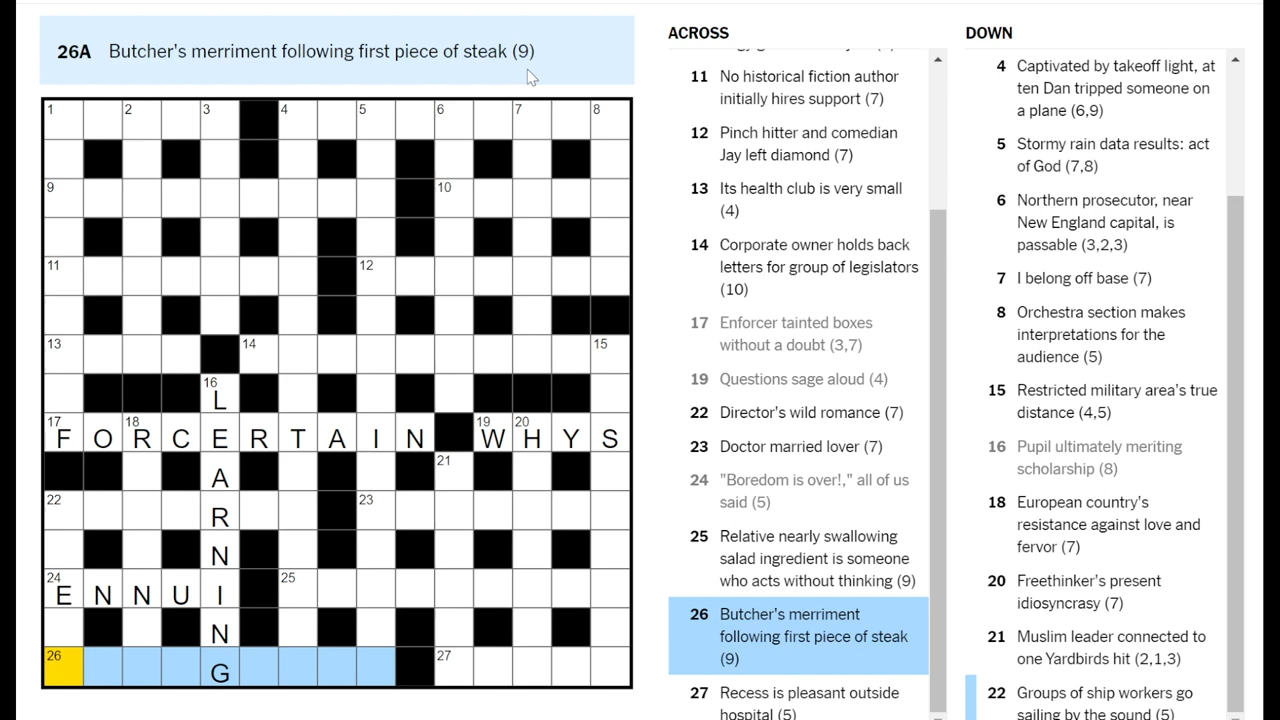 26A Butcher's merriment following first piece of steak (9)
1 2 3 4 5 6 7 8
9 10
11 12
13 14 15
16 L
17 F O 18 R C E R T A I N 19 W 20 H Y S
A 21
22 R 23
N
24 E N N U I 25
N
26 G 27
ACROSS
11 No historical fiction author
initially hires support (7)
12 Pinch hitter and comedian
Jay left diamond (7)
13 Its health club is very small
(4)
14 Corporate owner holds back
letters for group of legislators
(10)
17 Enforcer tainted boxes
without a doubt (3,7)
19 Questions sage aloud (4)
22 Director's wild romance (7)
23 Doctor married lover (7)
24 "Boredom is over!," all of us
said (5)
25 Relative nearly swallowing
salad ingredient is someone
who acts without thinking (9)
26 Butcher's merriment
following first piece of steak
(9)
27 Recess is pleasant outside
hospital (5)
DOWN
4 Captivated by takeoff light, at
ten Dan tripped someone on
a plane (6,9)
5 Stormy rain data results: act
of God (7,8)
6 Northern prosecutor, near
New England capital, is
passable (3,2,3)
7 I belong off base (7)
8 Orchestra section makes
interpretations for the
audience (5)
15 Restricted military area's true
distance (4,5)
16 Pupil ultimately meriting
scholarship (8)
18 European country's
resistance against love and
fervor (7)
20 Freethinker's present
idiosyncrasy (7)
21 Muslim leader connected to
one Yardbirds hit (2,1,3)
22 Groups of ship workers go
sailing by the sound (5)